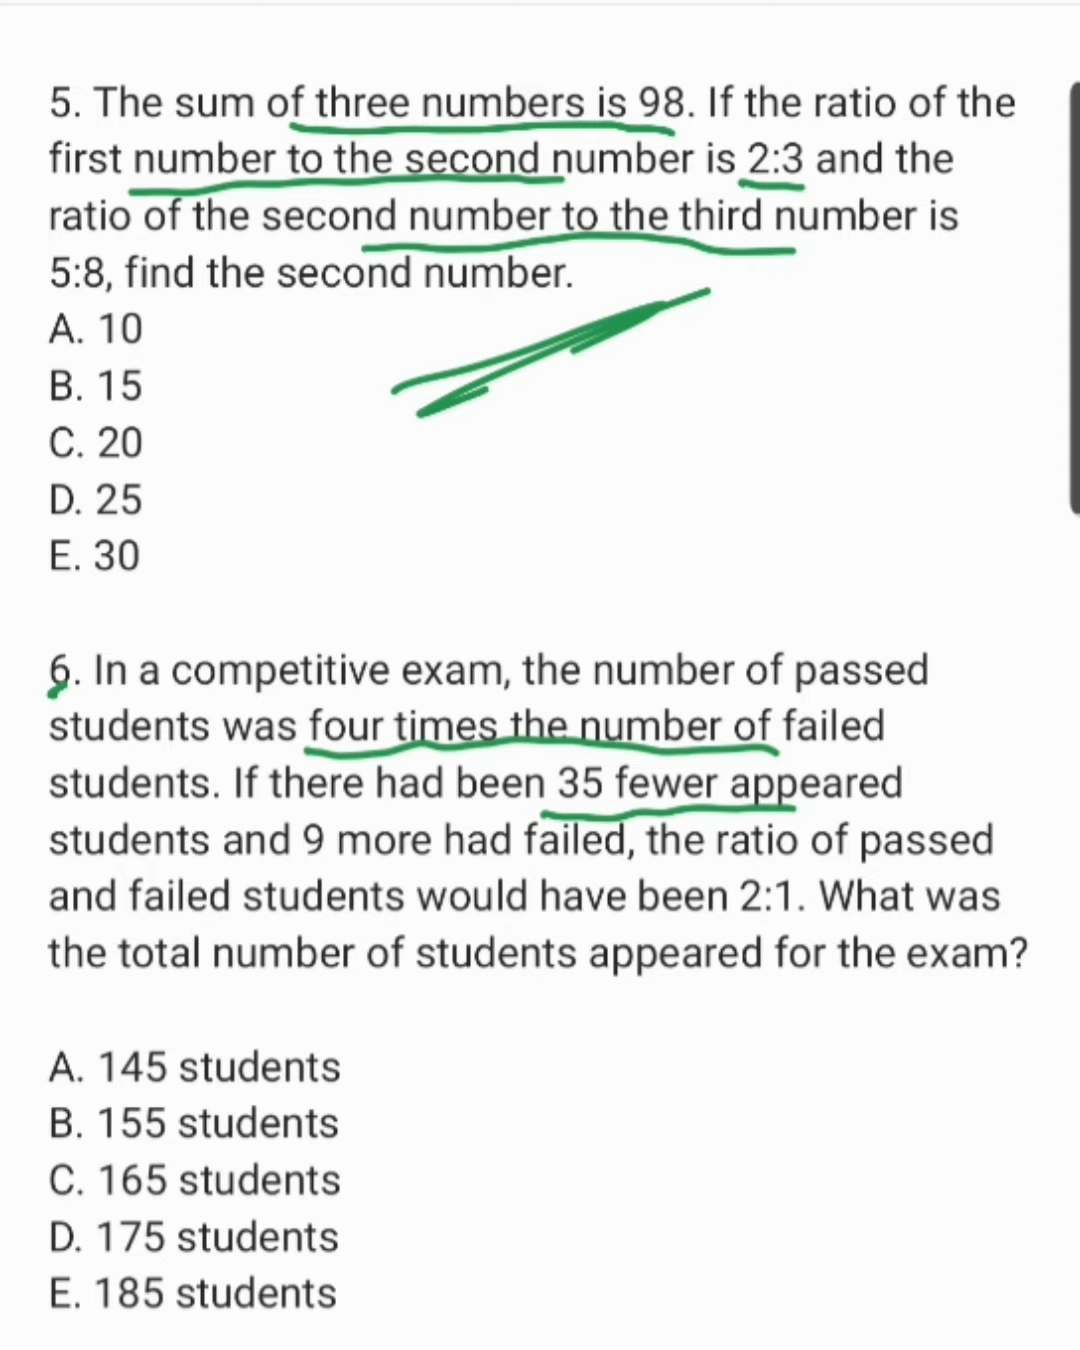 5. The sum of three numbers is 98. If the ratio of the
first number to the second number is 2:3 and the
ratio of the second number to the third number is
5:8, find the second number.
A. 10
B. 15
C. 20
D. 25
E. 30
6. In a competitive exam, the number of passed
students was four times the number of failed
students. If there had been 35 fewer appeared
students and 9 more had failed, the ratio of passed
and failed students would have been 2:1. What was
the total number of students appeared for the exam?
A. 145 students
B. 155 students
C. 165 students
D. 175 students
E. 185 students